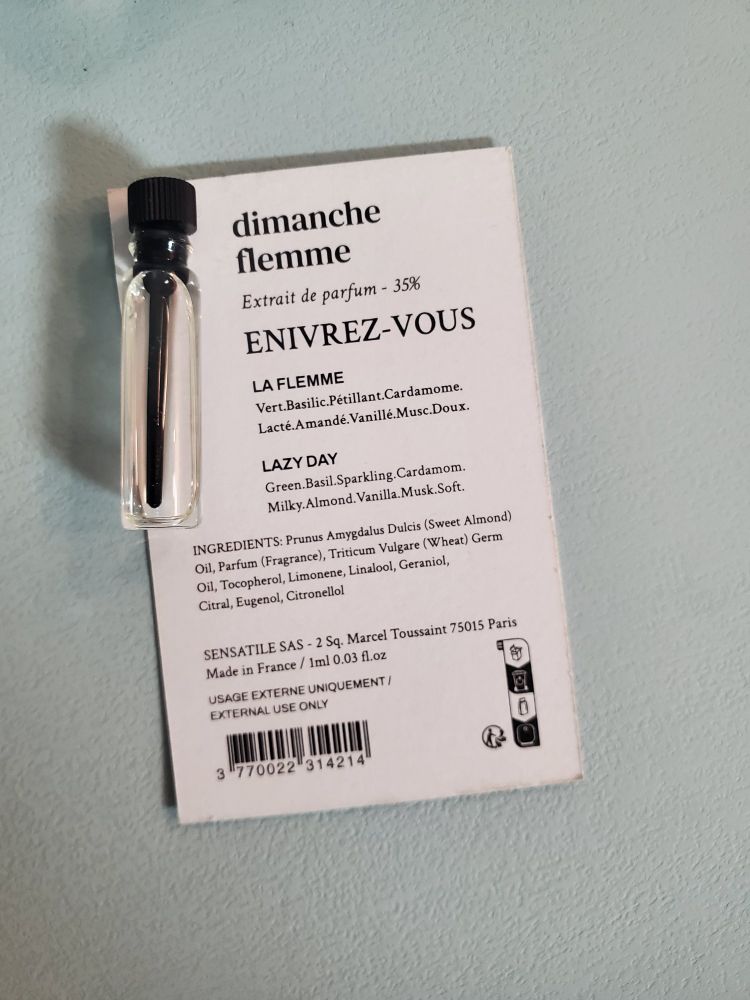 dimanche
flemme
Extrait de parfum - 35%
ENIVREZ-VOUS
LA FLEMME
Vert.Basilic.Pétillant.Cardamome.
Lacté.Amandé.Vanillé.Musc.Doux.
LAZY DAY
Green.Basil.Sparkling.Cardamom.
Milky.Almond.Vanilla.Musk.Soft.
INGREDIENTS: Prunus Amygdalus Dulcis (Sweet Almond)
Oil, Parfum (Fragrance), Triticum Vulgare (Wheat) Germ
Oil, Tocopherol, Limonene, Linalool, Geraniol,
Citral, Eugenol, Citronellol
SENSATILE SAS - 2 Sq. Marcel Toussaint 75015 Paris
Made in France / 1ml 0.03 fl.oz
USAGE EXTERNE UNIQUEMENT /
EXTERNAL USE ONLY
3 770022 314214